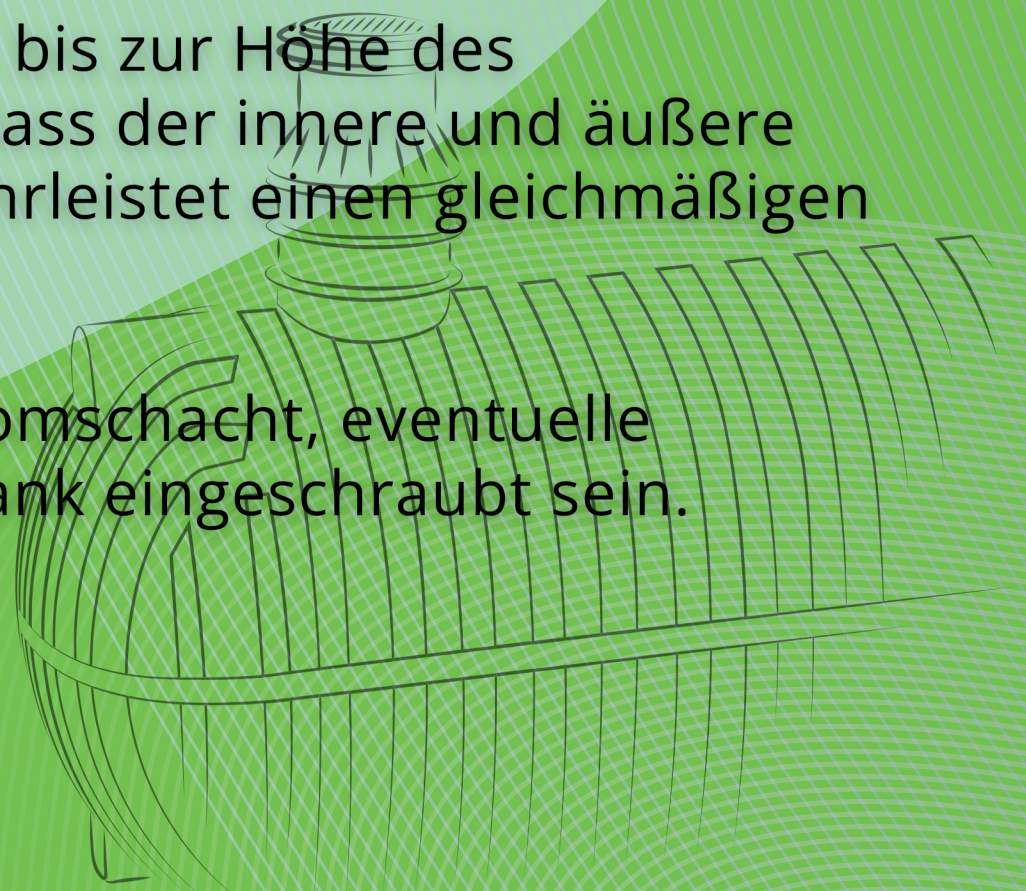 bis zur Höhe des
ass der innere und äußere
hrleistet einen gleichmäßigen
omschacht, eventuelle
ank eingeschraubt sein.